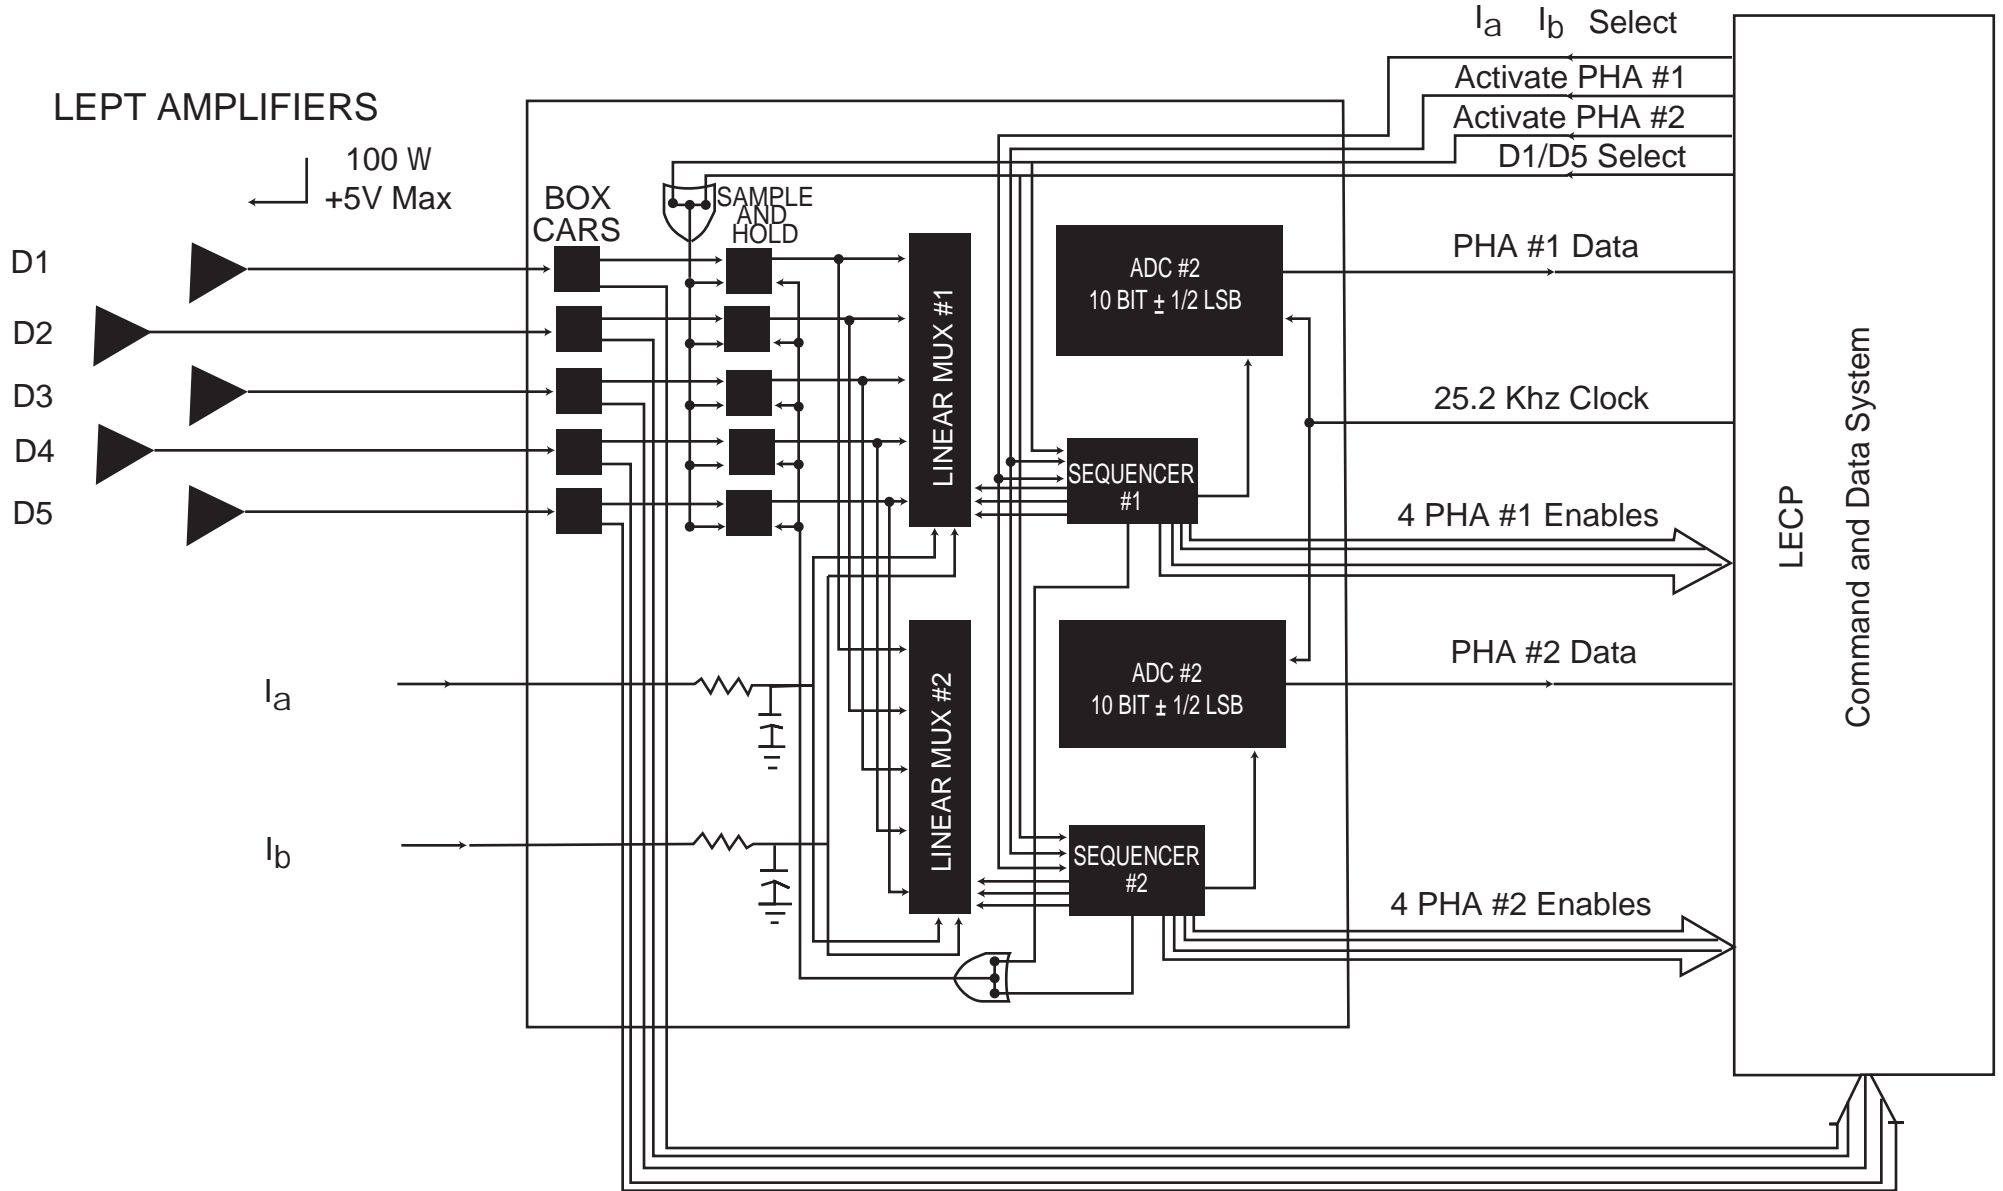 Ia Ib Select
Activate PHA #1
Activate PHA #2
D1/D5 Select
LEPT AMPLIFIERS
100 W
+5V Max
BOX
CARS
SAMPLE
AND
HOLD
D1
D2
D3
D4
D5
LINEAR MUX #1
ADC #2
10 BIT ± 1/2 LSB
PHA #1 Data
25.2 Khz Clock
SEQUENCER
#1
4 PHA #1 Enables
LECP
Command and Data System
Ia
Ib
LINEAR MUX #2
ADC #2
10 BIT ± 1/2 LSB
PHA #2 Data
SEQUENCER
#2
4 PHA #2 Enables